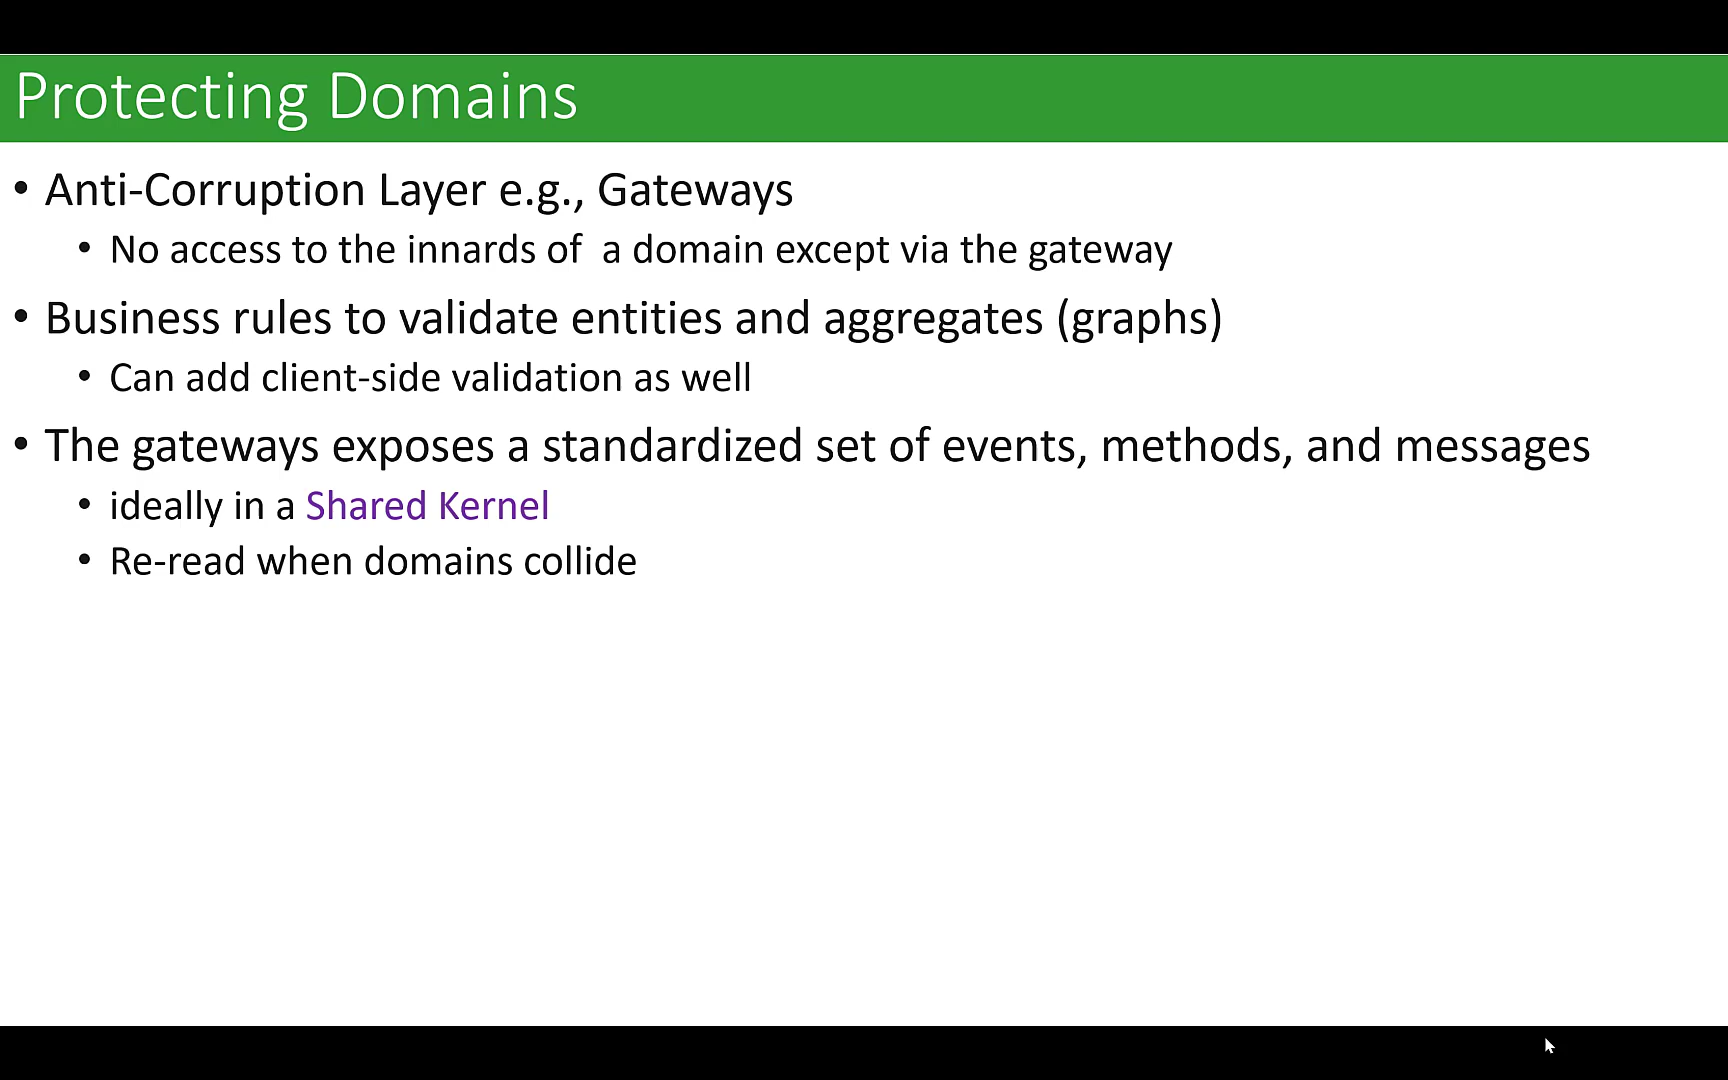 Protecting Domains
• Anti-Corruption Layer e.g., Gateways
• No access to the innards of  a domain except via the gateway
• Business rules to validate entities and aggregates (graphs)
• Can add client-side validation as well
• The gateways exposes a standardized set of events, methods, and messages
• ideally in a Shared Kernel
• Re-read when domains collide